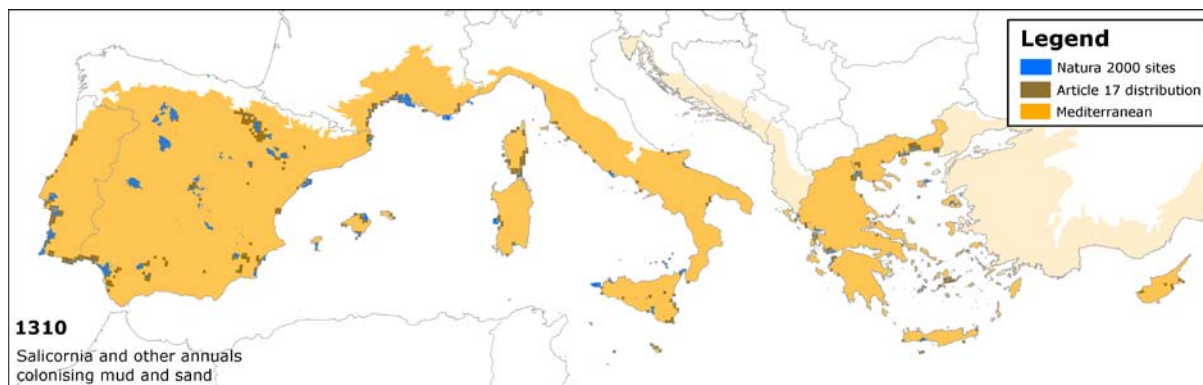 Legend
Natura 2000 sites
Article 17 distribution
Mediterranean
1310
Salicornia and other annuals
colonising mud and sand